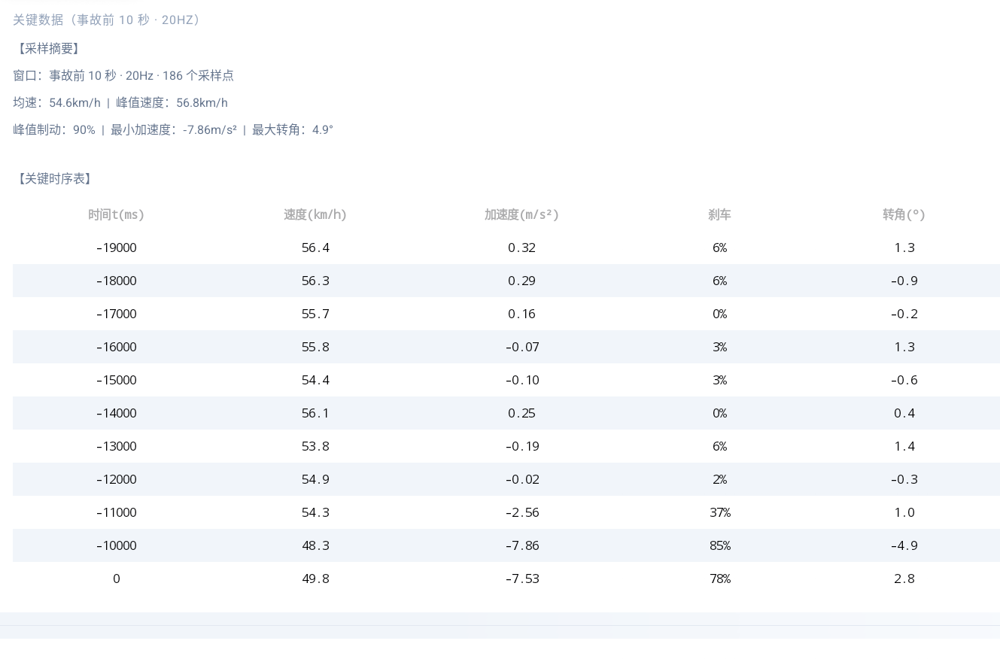 关键数据（事故前 10 秒 · 20HZ）
【采样摘要】
窗口：事故前 10 秒 · 20Hz · 186 个采样点
均速：54.6km/h | 峰值速度：56.8km/h
峰值制动：90% | 最小加速度：-7.86m/s² | 最大转角：4.9°
【关键时序表】
时间t(ms) 速度(km/h) 加速度(m/s²) 刹车 转角(°)
-19000 56.4 0.32 6% 1.3
-18000 56.3 0.29 6% -0.9
-17000 55.7 0.16 0% -0.2
-16000 55.8 -0.07 3% 1.3
-15000 54.4 -0.10 3% -0.6
-14000 56.1 0.25 0% 0.4
-13000 53.8 -0.19 6% 1.4
-12000 54.9 -0.02 2% -0.3
-11000 54.3 -2.56 37% 1.0
-10000 48.3 -7.86 85% -4.9
0 49.8 -7.53 78% 2.8